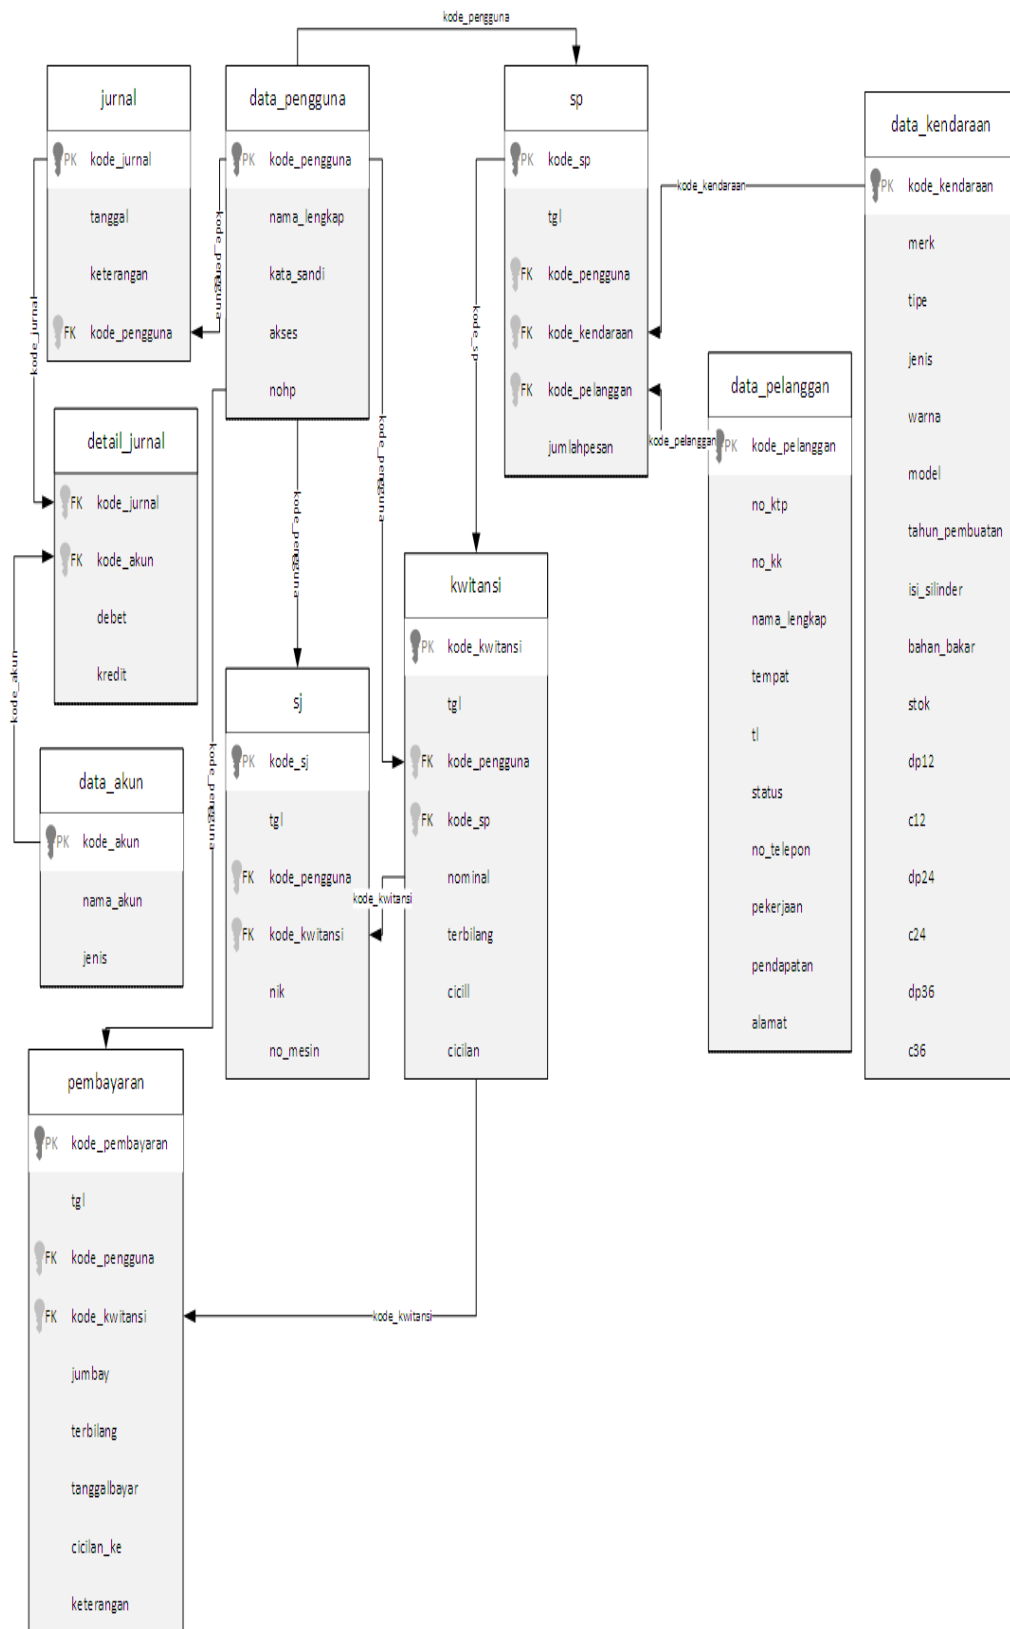 kode_pengguna
jurnal
PK kode_jurnal
tanggal
keterangan
FK kode_pengguna
kode_jurnal
data_pengguna
PK kode_pengguna
nama_lengkap
kata_sandi
akses
nohp
kode_pengguna
kode_pengguna
kode_pengguna
kode_pengguna
sp
PK kode_sp
tgl
FK kode_pengguna
FK kode_kendaraan
FK kode_pelanggan
jumlahpesan
kode_sp
kode_kendaraan
kode_pelanggan
data_kendaraan
PK kode_kendaraan
merk
tipe
jenis
warna
model
tahun_pembuatan
isi_silinder
bahan_bakar
stok
dp12
c12
dp24
c24
dp36
c36
data_pelanggan
PK kode_pelanggan
no_ktp
no_kk
nama_lengkap
tempat
tl
status
no_telepon
pekerjaan
pendapatan
alamat
detail_jurnal
FK kode_jurnal
FK kode_akun
debet
kredit
kode_akun
data_akun
PK kode_akun
nama_akun
jenis
sj
PK kode_sj
tgl
FK kode_pengguna
FK kode_kwitansi
nik
no_mesin
kwitansi
PK kode_kwitansi
tgl
FK kode_pengguna
FK kode_sp
nominal
terbilang
cicill
cicilan
kode_kwitansi
pembayaran
PK kode_pembayaran
tgl
FK kode_pengguna
FK kode_kwitansi
jumbay
terbilang
tanggalbayar
cicilan_ke
keterangan
kode_kwitansi